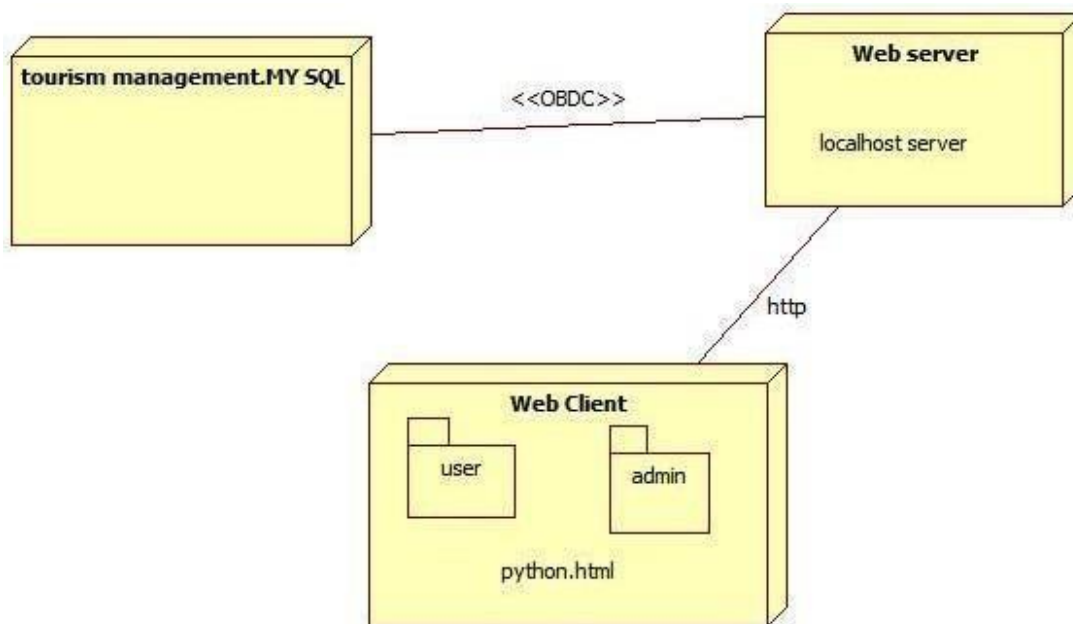 tourism management.MY SQL
<<OBDC>>
Web server
localhost server
http
Web Client
user
admin
python.html